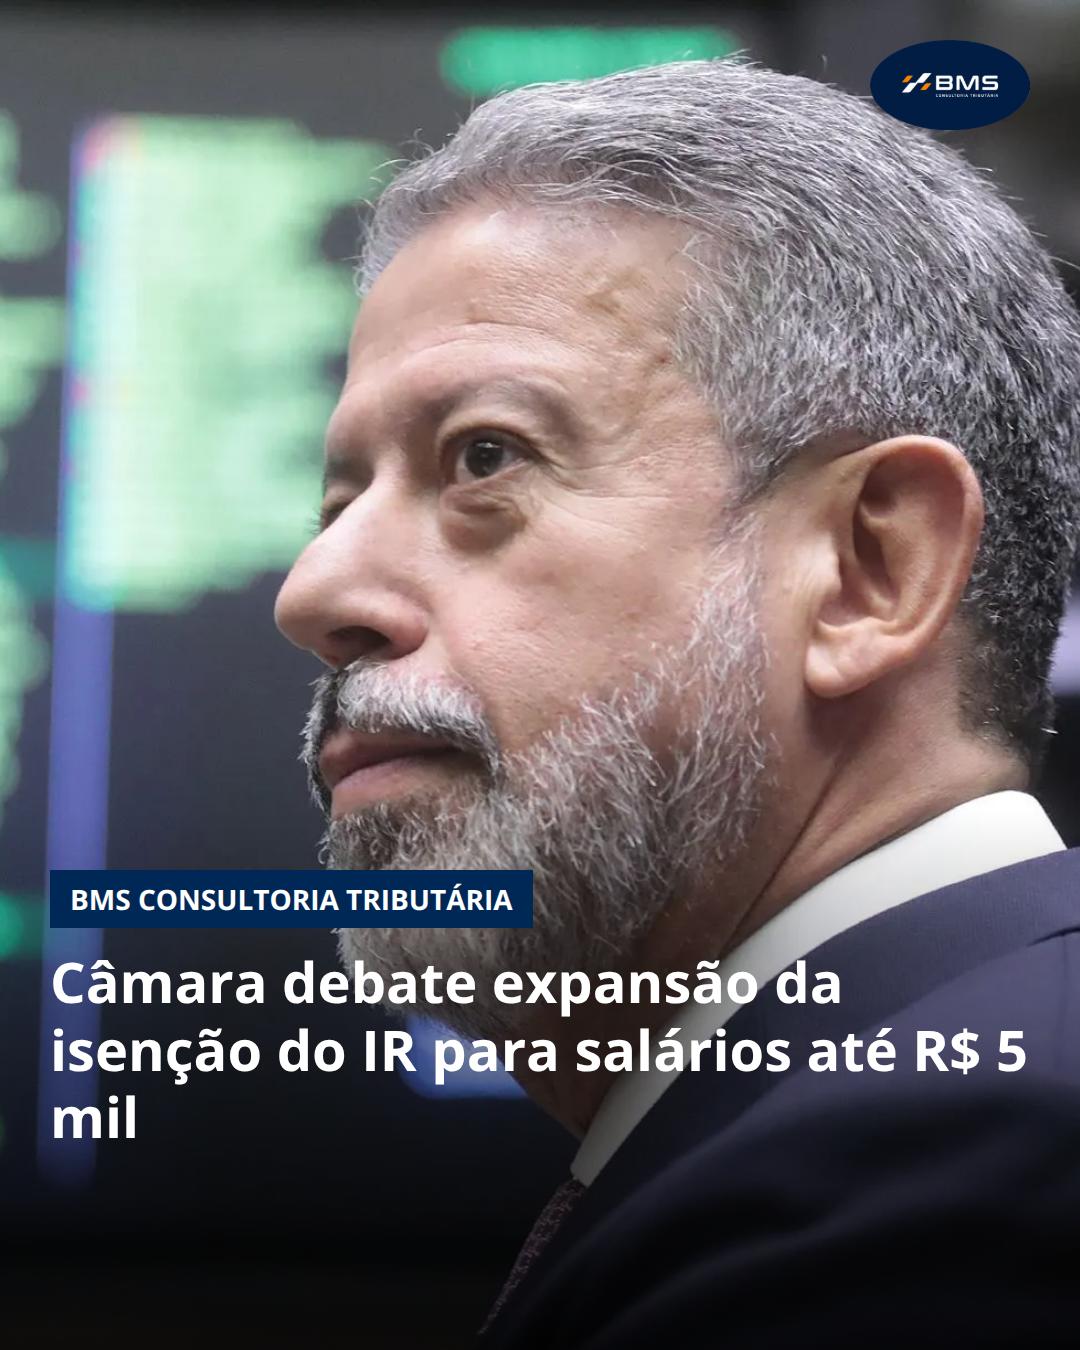 BMS
CONSULTORIA TRIBUTÁRIA
BMS CONSULTORIA TRIBUTÁRIA
Câmara debate expansão da
isenção do IR para salários até R$ 5
mil